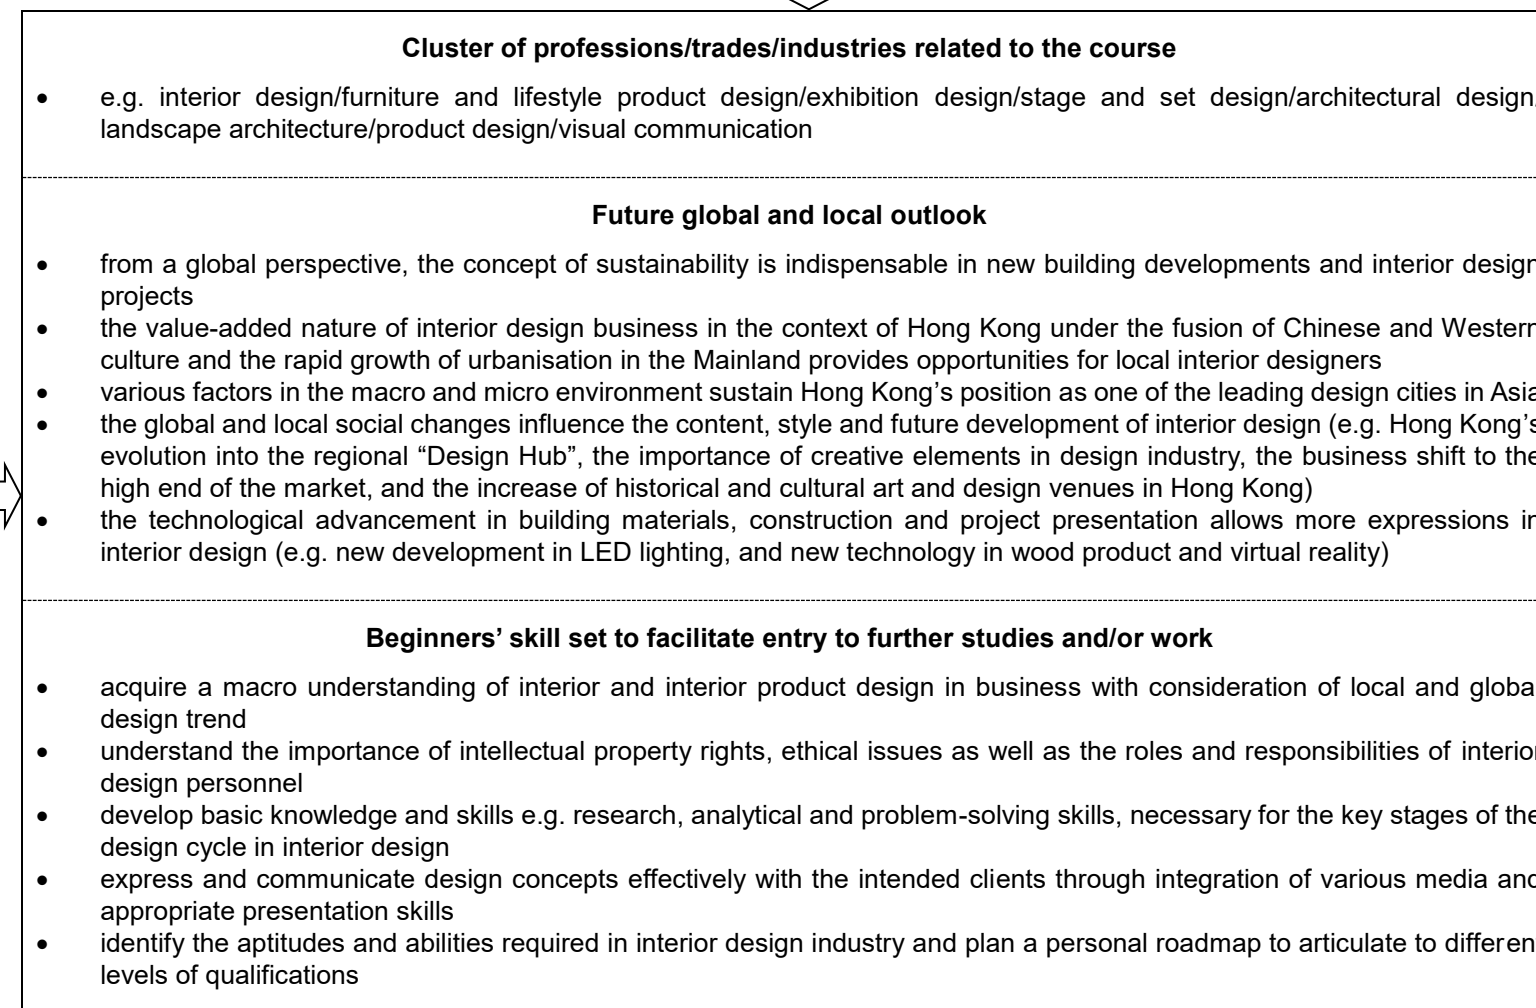 Cluster of professions/trades/industries related to the course
• e.g. interior design/furniture and lifestyle product design/exhibition design/stage and set design/architectural design/
landscape architecture/product design/visual communication
Future global and local outlook
• from a global perspective, the concept of sustainability is indispensable in new building developments and interior design
projects
• the value-added nature of interior design business in the context of Hong Kong under the fusion of Chinese and Western
culture and the rapid growth of urbanisation in the Mainland provides opportunities for local interior designers
• various factors in the macro and micro environment sustain Hong Kong’s position as one of the leading design cities in Asia
• the global and local social changes influence the content, style and future development of interior design (e.g. Hong Kong’s
evolution into the regional “Design Hub”, the importance of creative elements in design industry, the business shift to the
high end of the market, and the increase of historical and cultural art and design venues in Hong Kong)
• the technological advancement in building materials, construction and project presentation allows more expressions in
interior design (e.g. new development in LED lighting, and new technology in wood product and virtual reality)
Beginners’ skill set to facilitate entry to further studies and/or work
• acquire a macro understanding of interior and interior product design in business with consideration of local and global
design trend
• understand the importance of intellectual property rights, ethical issues as well as the roles and responsibilities of interior
design personnel
• develop basic knowledge and skills e.g. research, analytical and problem-solving skills, necessary for the key stages of the
design cycle in interior design
• express and communicate design concepts effectively with the intended clients through integration of various media and
appropriate presentation skills
• identify the aptitudes and abilities required in interior design industry and plan a personal roadmap to articulate to different
levels of qualifications